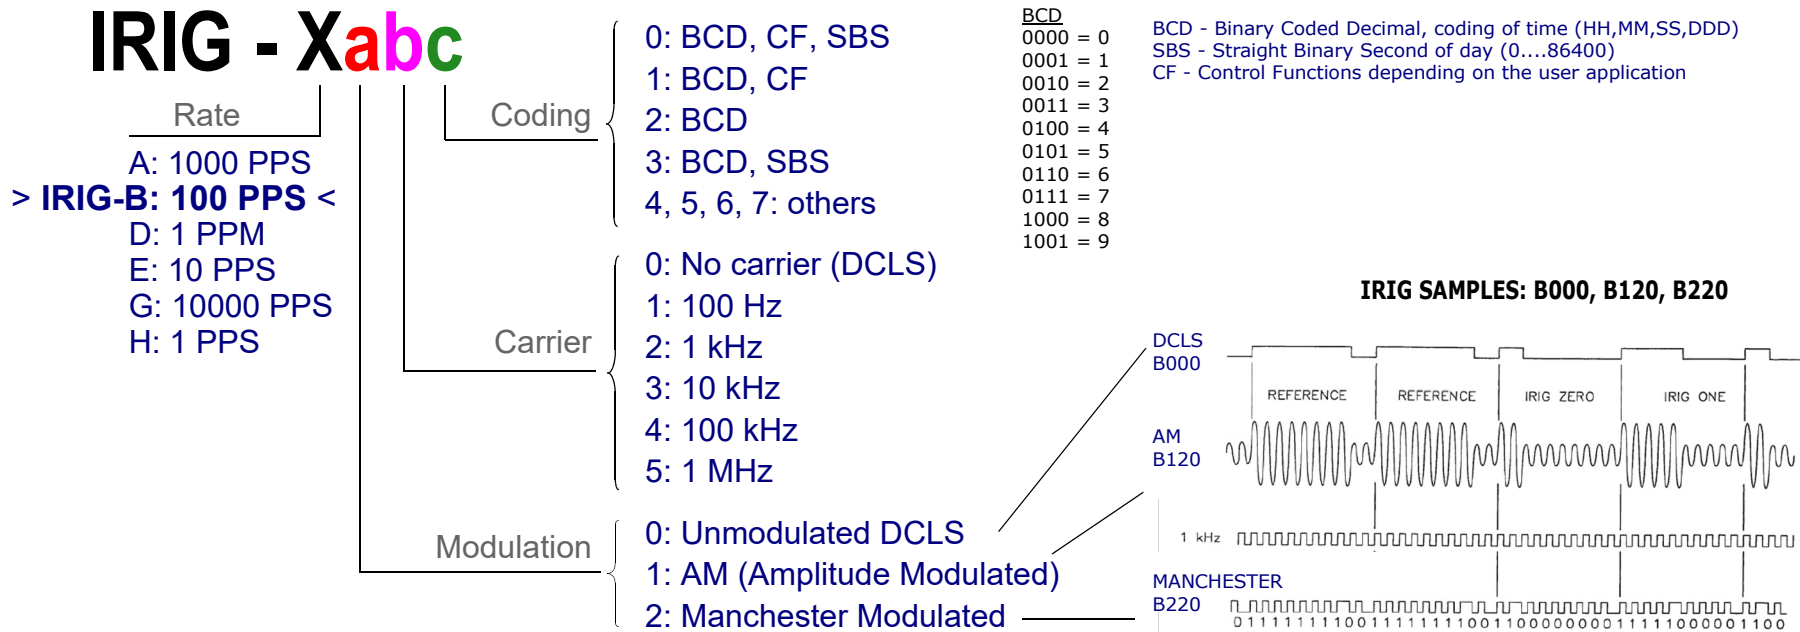 IRIG - Xabc
Rate
A: 1000 PPS
> IRIG-B: 100 PPS <
D: 1 PPM
E: 10 PPS
G: 10000 PPS
H: 1 PPS
Coding
0: BCD, CF, SBS
1: BCD, CF
2: BCD
3: BCD, SBS
4, 5, 6, 7: others
Carrier
0: No carrier (DCLS)
1: 100 Hz
2: 1 kHz
3: 10 kHz
4: 100 kHz
5: 1 MHz
Modulation
0: Unmodulated DCLS
1: AM (Amplitude Modulated)
2: Manchester Modulated
BCD
0000 = 0
0001 = 1
0010 = 2
0011 = 3
0100 = 4
0101 = 5
0110 = 6
0111 = 7
1000 = 8
1001 = 9
BCD - Binary Coded Decimal, coding of time (HH,MM,SS,DDD)
SBS - Straight Binary Second of day (0....86400)
CF - Control Functions depending on the user application
IRIG SAMPLES: B000, B120, B220
DCLS
B000
REFERENCE
REFERENCE
IRIG ZERO
IRIG ONE
AM
B120
1 kHz
MANCHESTER
B220